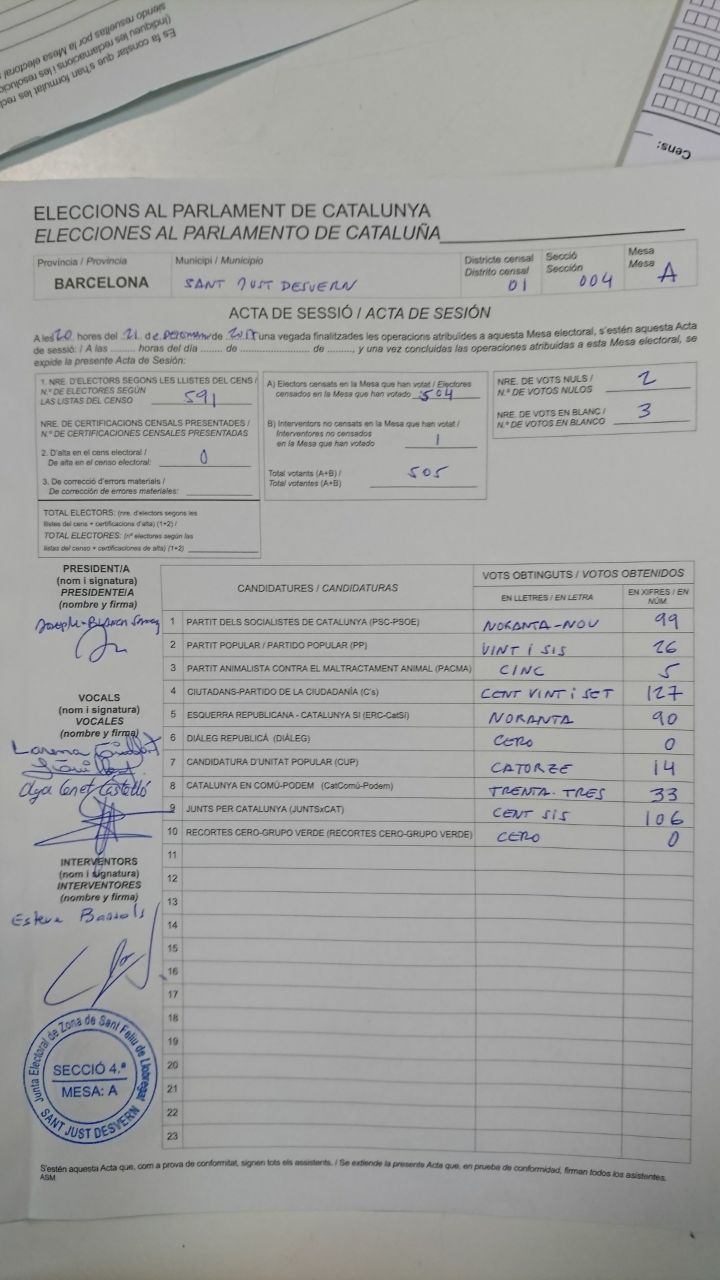 Es fa constar que s'han formulat les recl
(indiqueu les reclamacions i les resolucio
siendo resueltas por la Mesa electoral
Cens:
ELECCIONS AL PARLAMENT DE CATALUNYA
ELECCIONES AL PARLAMENTO DE CATALUÑA
Província / Provincia
BARCELONA
Municipi / Municipio
SANT JUST DESVERN
Districte censal
Distrito censal
01
Secció
Sección
004
Mesa
Mesa
A
ACTA DE SESSIÓ / ACTA DE SESIÓN
A les 20 hores del 21 de DESEMBRE de 2017 una vegada finalitzades les operacions atribuïdes a aquesta Mesa electoral, s'estén aquesta Acta
de sessió: / A las ........ horas del día ....... de ........................ de ........, y una vez concluidas las operaciones atribuidas a esta Mesa electoral, se
expide la presente Acta de Sesión:
1. NRE. D'ELECTORS SEGONS LES LLISTES DEL CENS /
N.º DE ELECTORES SEGÚN
LAS LISTAS DEL CENSO 591
NRE. DE CERTIFICACIONS CENSALS PRESENTADES /
N.º DE CERTIFICACIONES CENSALES PRESENTADAS
2. D'alta en el cens electoral /
De alta en el censo electoral: 0
3. De correcció d'errors materials /
De corrección de errores materiales:
TOTAL ELECTORS: (nre. d'electors segons les
llistes del cens + certificacions d'alta) (1+2) /
TOTAL ELECTORES: (nº electores según las
listas del censo + certificaciones de alta) (1+2)
A) Electors censats en la Mesa que han votat / Electores
censados en la Mesa que han votado 504
B) Interventors no censats en la Mesa que han votat /
Interventores no censados
en la Mesa que han votado 1
Total votants (A+B) /
Total votantes (A+B) 505
NRE. DE VOTS NULS /
N.º DE VOTOS NULOS 2
NRE. DE VOTS EN BLANC /
N.º DE VOTOS EN BLANCO 3
PRESIDENT/A
(nom i signatura)
PRESIDENTE/A
(nombre y firma)
VOCALS
(nom i signatura)
VOCALES
(nombre y firma)
Lorena
Olga Canet Castelló
INTERVENTORS
(nom i signatura)
INTERVENTORES
(nombre y firma)
Esteve Bassols
CANDIDATURES / CANDIDATURAS
VOTS OBTINGUTS / VOTOS OBTENIDOS
EN LLETRES / EN LETRA
EN XIFRES / EN
NÚM.
1 PARTIT DELS SOCIALISTES DE CATALUNYA (PSC-PSOE) NORANTA-NOU 99
2 PARTIT POPULAR / PARTIDO POPULAR (PP) VINT i SIS 26
3 PARTIT ANIMALISTA CONTRA EL MALTRACTAMENT ANIMAL (PACMA) CINC 5
4 CIUTADANS-PARTIDO DE LA CIUDADANÍA (C's) CENT VINT i SET 127
5 ESQUERRA REPUBLICANA - CATALUNYA SÍ (ERC-CatSí) NORANTA 90
6 DIÀLEG REPUBLICÀ (DIÀLEG) CERO 0
7 CANDIDATURA D'UNITAT POPULAR (CUP) CATORZE 14
8 CATALUNYA EN COMÚ-PODEM (CatComú-Podem) TRENTA-TRES 33
9 JUNTS PER CATALUNYA (JUNTSxCAT) CENT SIS 106
10 RECORTES CERO-GRUPO VERDE (RECORTES CERO-GRUPO VERDE) CERO 0
11
12
13
14
15
16
17
18
19
20
21
22
23
Junta Electoral de Zona de Sant Feliu de Llobregat
SECCIÓ 4.ª
MESA: A
SANT JUST DESVERN
S'estén aquesta Acta que, com a prova de conformitat, signen tots els assistents. / Se extiende la presente Acta que, en prueba de conformidad, firman todos los asistentes.
ASM